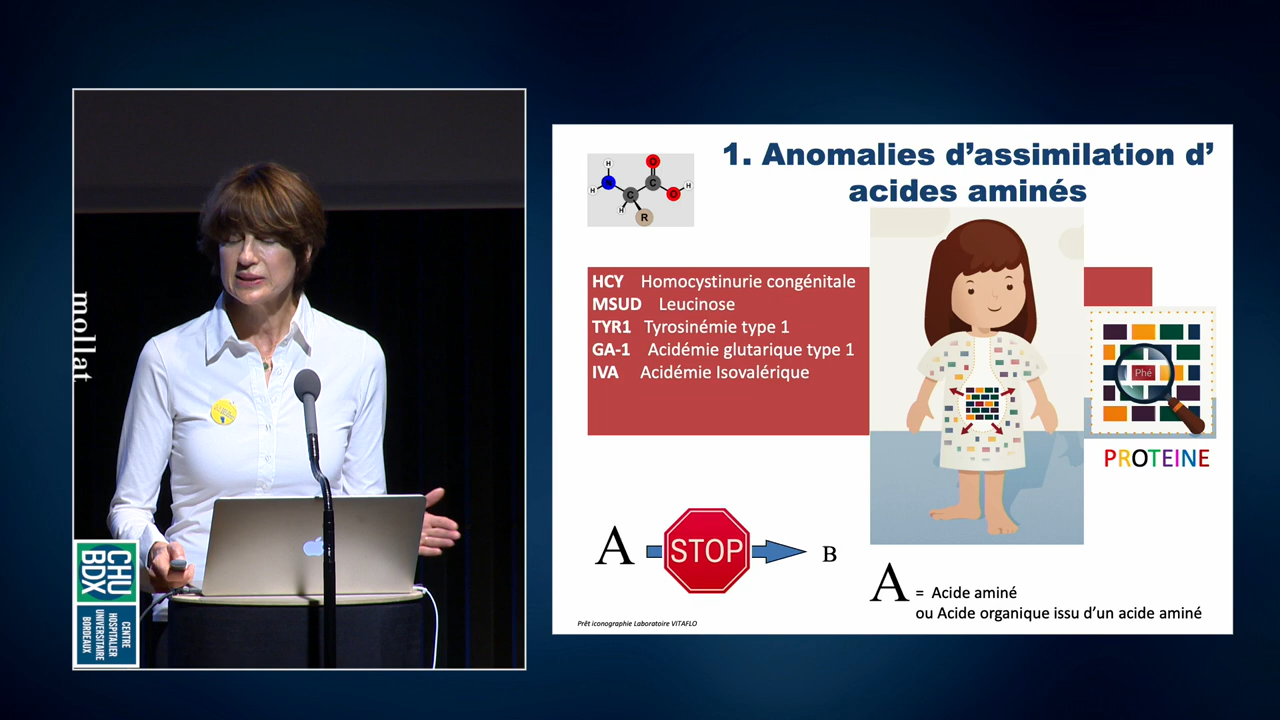 mollat
CHU
BDX
CENTRE
HOSPITALIER
UNIVERSITAIRE
BORDEAUX
1. Anomalies d’assimilation d’
acides aminés
H
O
H
N
C
C
O
H
H
R
HCY Homocystinurie congénitale
MSUD Leucinose
TYR1 Tyrosinémie type 1
GA-1 Acidémie glutarique type 1
IVA Acidémie Isovalérique
Phé
PROTEINE
A STOP B
A = Acide aminé
ou Acide organique issu d’un acide aminé
Prêt iconographie Laboratoire VITAFLO